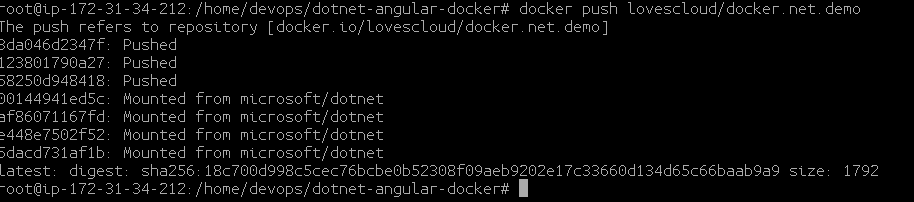 root@ip-172-31-34-212:/home/devops/dotnet-angular-docker# docker push lovescloud/docker.net.demo
The push refers to repository [docker.io/lovescloud/docker.net.demo]
8da046d2347f: Pushed
123801790a27: Pushed
58250d948418: Pushed
00144941ed5c: Mounted from microsoft/dotnet
af86071167fd: Mounted from microsoft/dotnet
e448e7502f52: Mounted from microsoft/dotnet
5dacd731af1b: Mounted from microsoft/dotnet
latest: digest: sha256:18c700d998c5cec76bcbe0b52308f09aeb9202e17c33660d134d65c66baab9a9 size: 1792
root@ip-172-31-34-212:/home/devops/dotnet-angular-docker#